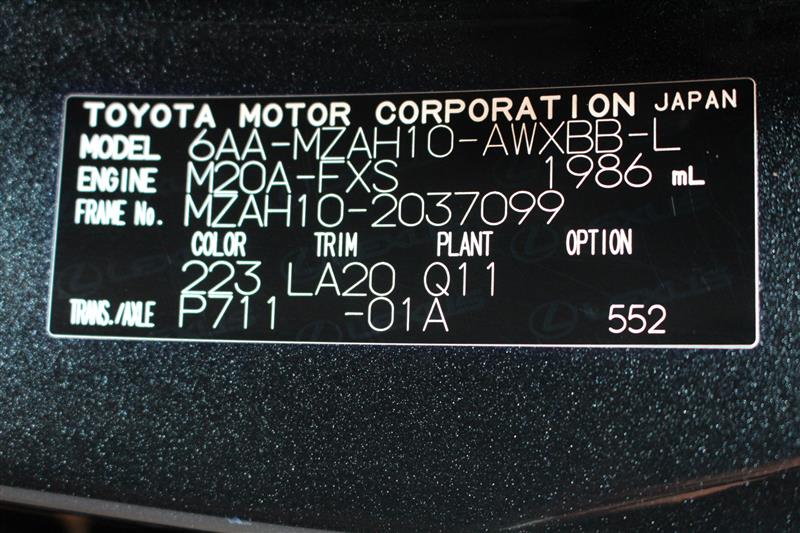 TOYOTA MOTOR CORPORATION JAPAN
MODEL 6AA-MZAH10-AWXBB-L
ENGINE M20A-FXS 1986 mL
FRAME No. MZAH10-2037099
COLOR TRIM PLANT OPTION
223 LA20 Q11
TRANS./AXLE P711 -01A 552